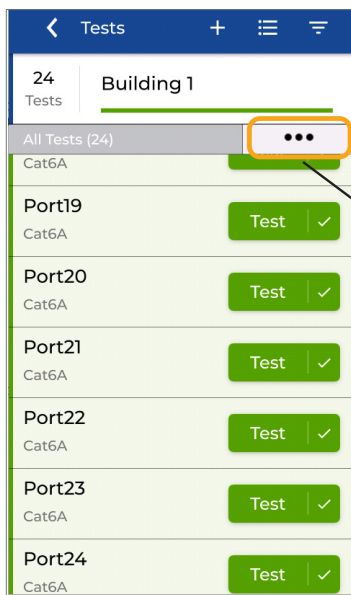 Tests
24
Tests
Building 1
All Tests (24)
Cat6A
Port19
Cat6A
Test
Port20
Cat6A
Test
Port21
Cat6A
Test
Port22
Cat6A
Test
Port23
Cat6A
Test
Port24
Cat6A
Test